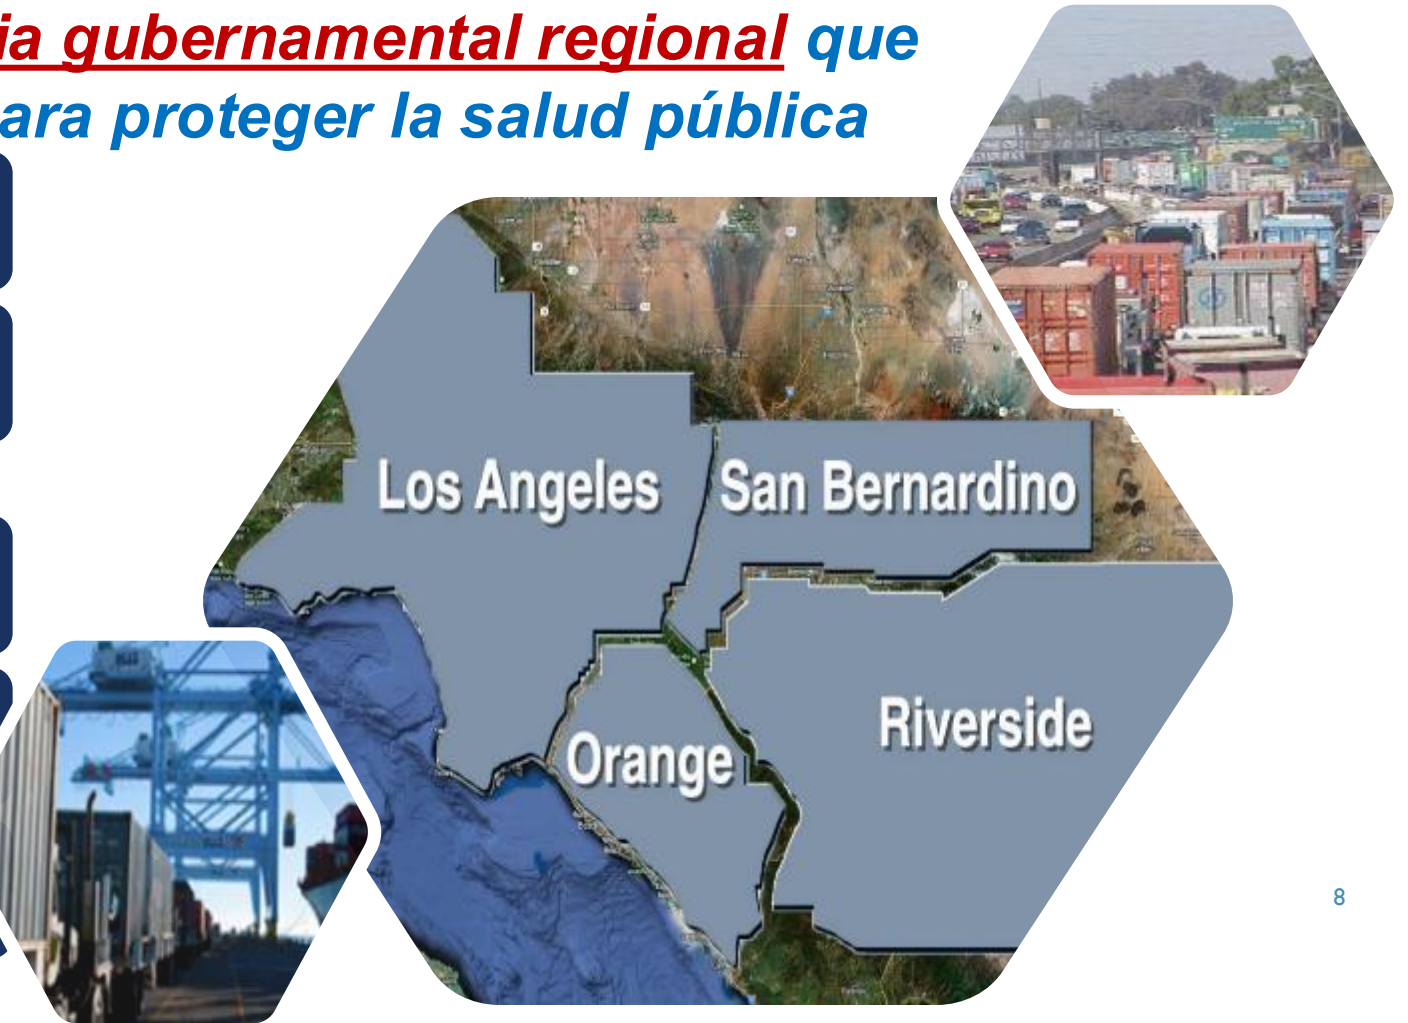 ia gubernamental regional que
ara proteger la salud pública
Los Angeles
San Bernardino
Riverside
Orange
8